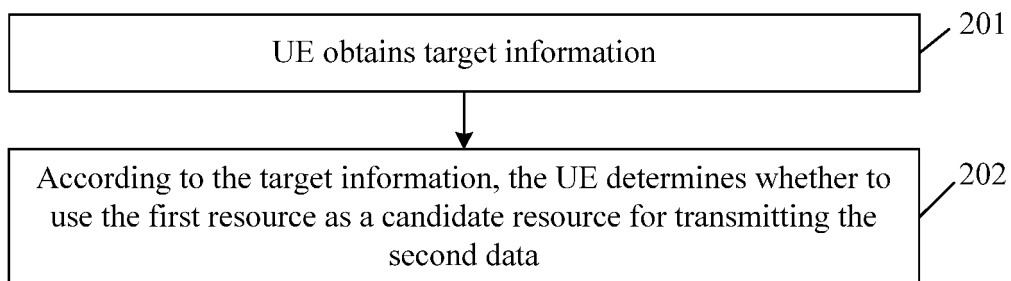 UE obtains target information
201
According to the target information, the UE determines whether to
use the first resource as a candidate resource for transmitting the
second data
202